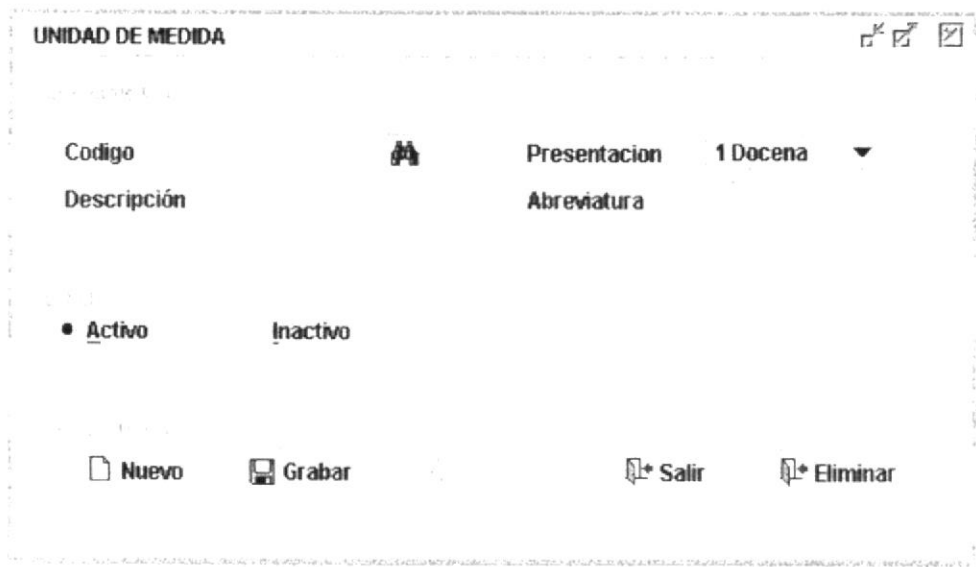 UNIDAD DE MEDIDA
Codigo Presentacion 1 Docena
Descripción Abreviatura
Activo Inactivo
Nuevo Grabar Salir Eliminar